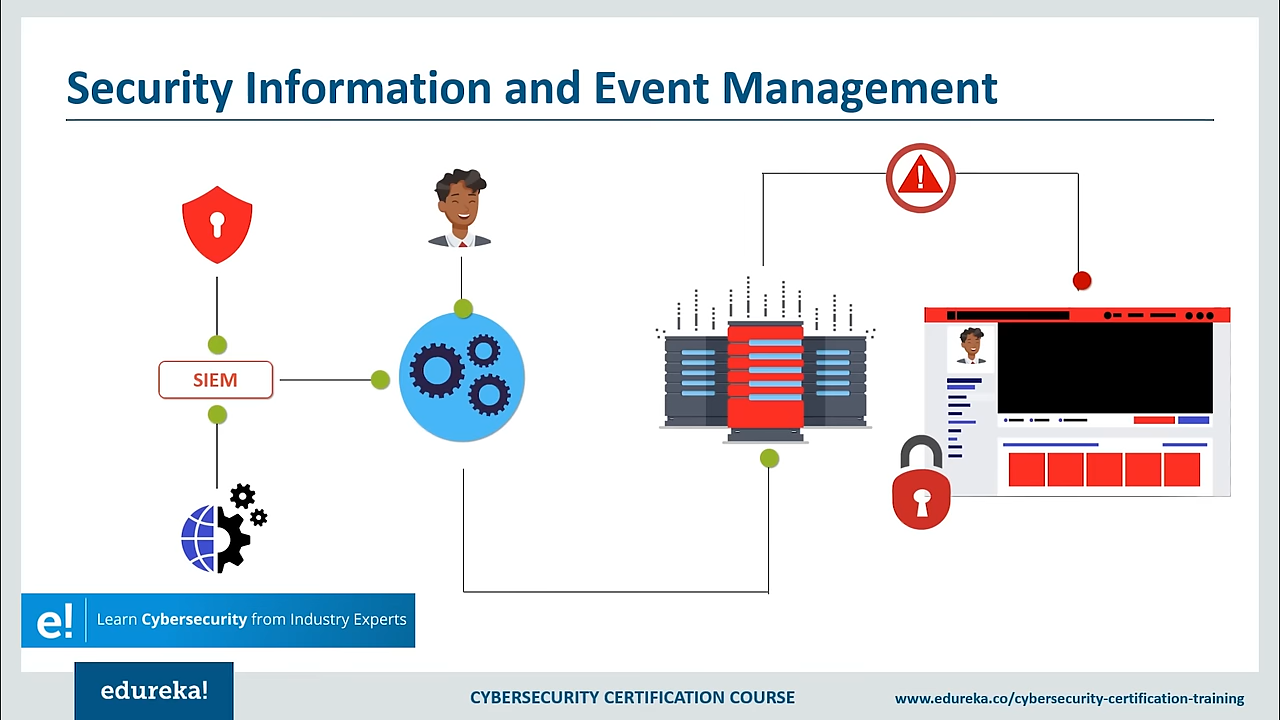 Security Information and Event Management
SIEM
e! Learn Cybersecurity from Industry Experts
edureka!
CYBERSECURITY CERTIFICATION COURSE
www.edureka.co/cybersecurity-certification-training